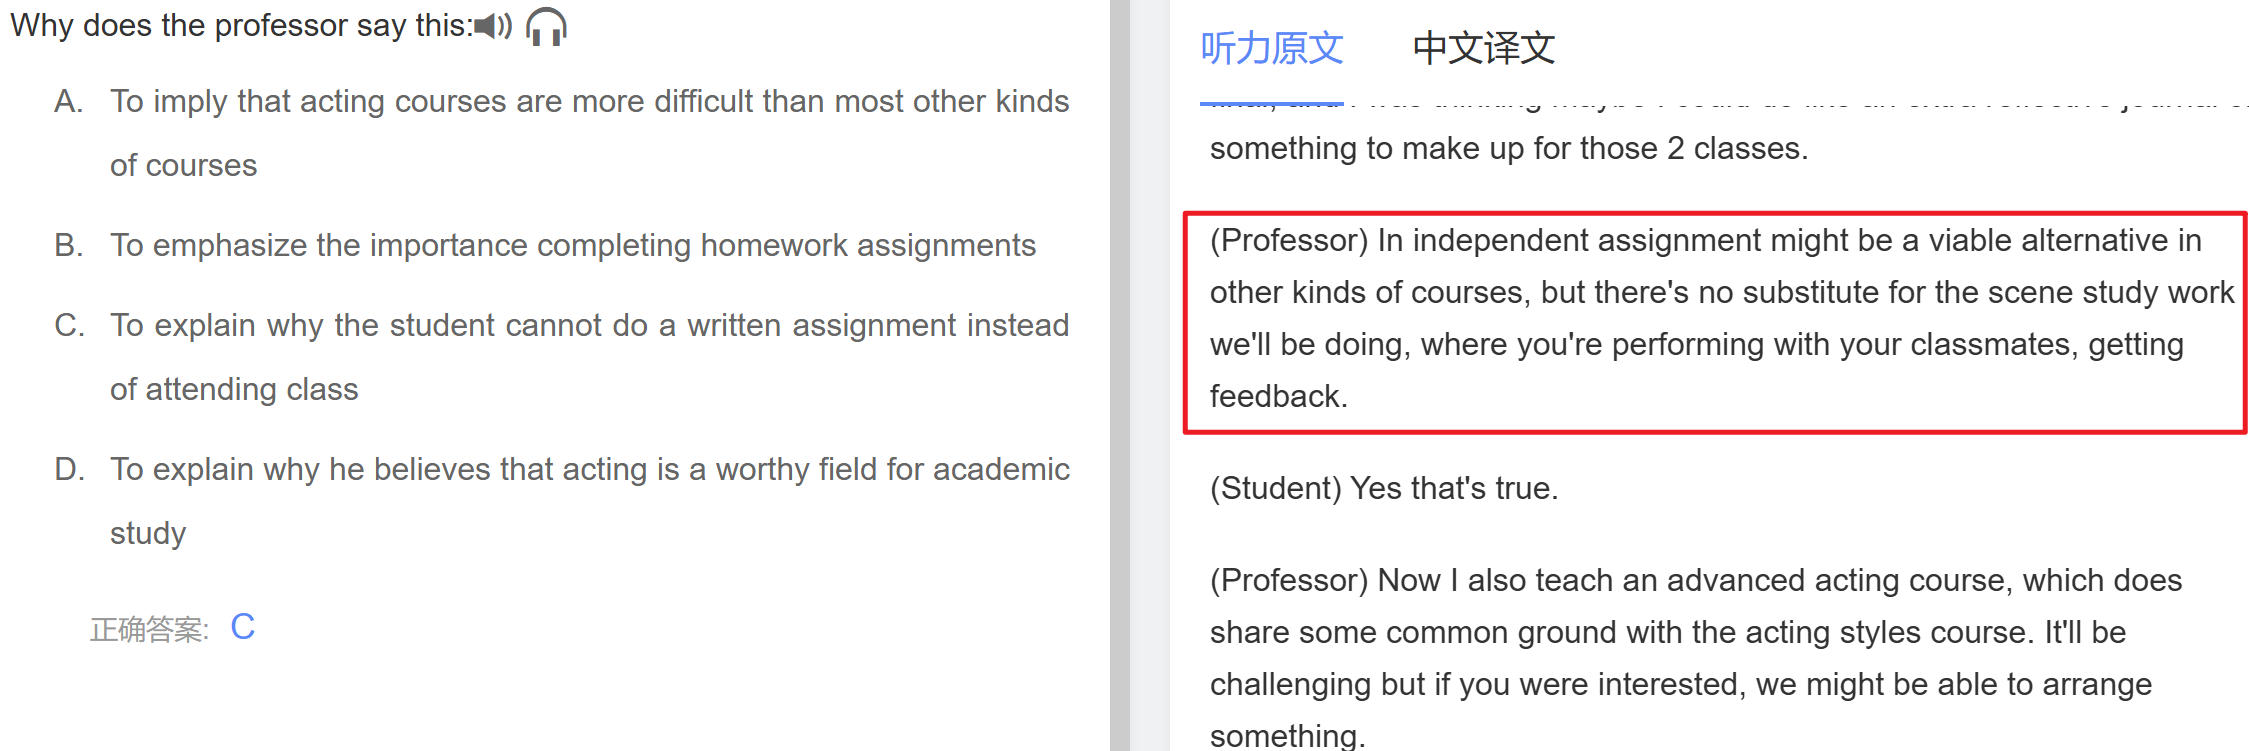 Why does the professor say this:
A. To imply that acting courses are more difficult than most other kinds
of courses
B. To emphasize the importance completing homework assignments
C. To explain why the student cannot do a written assignment instead
of attending class
D. To explain why he believes that acting is a worthy field for academic
study
正确答案: C
听力原文 中文译文
something to make up for those 2 classes.
(Professor) In independent assignment might be a viable alternative in
other kinds of courses, but there's no substitute for the scene study work
we'll be doing, where you're performing with your classmates, getting
feedback.
(Student) Yes that's true.
(Professor) Now I also teach an advanced acting course, which does
share some common ground with the acting styles course. It'll be
challenging but if you were interested, we might be able to arrange
something.